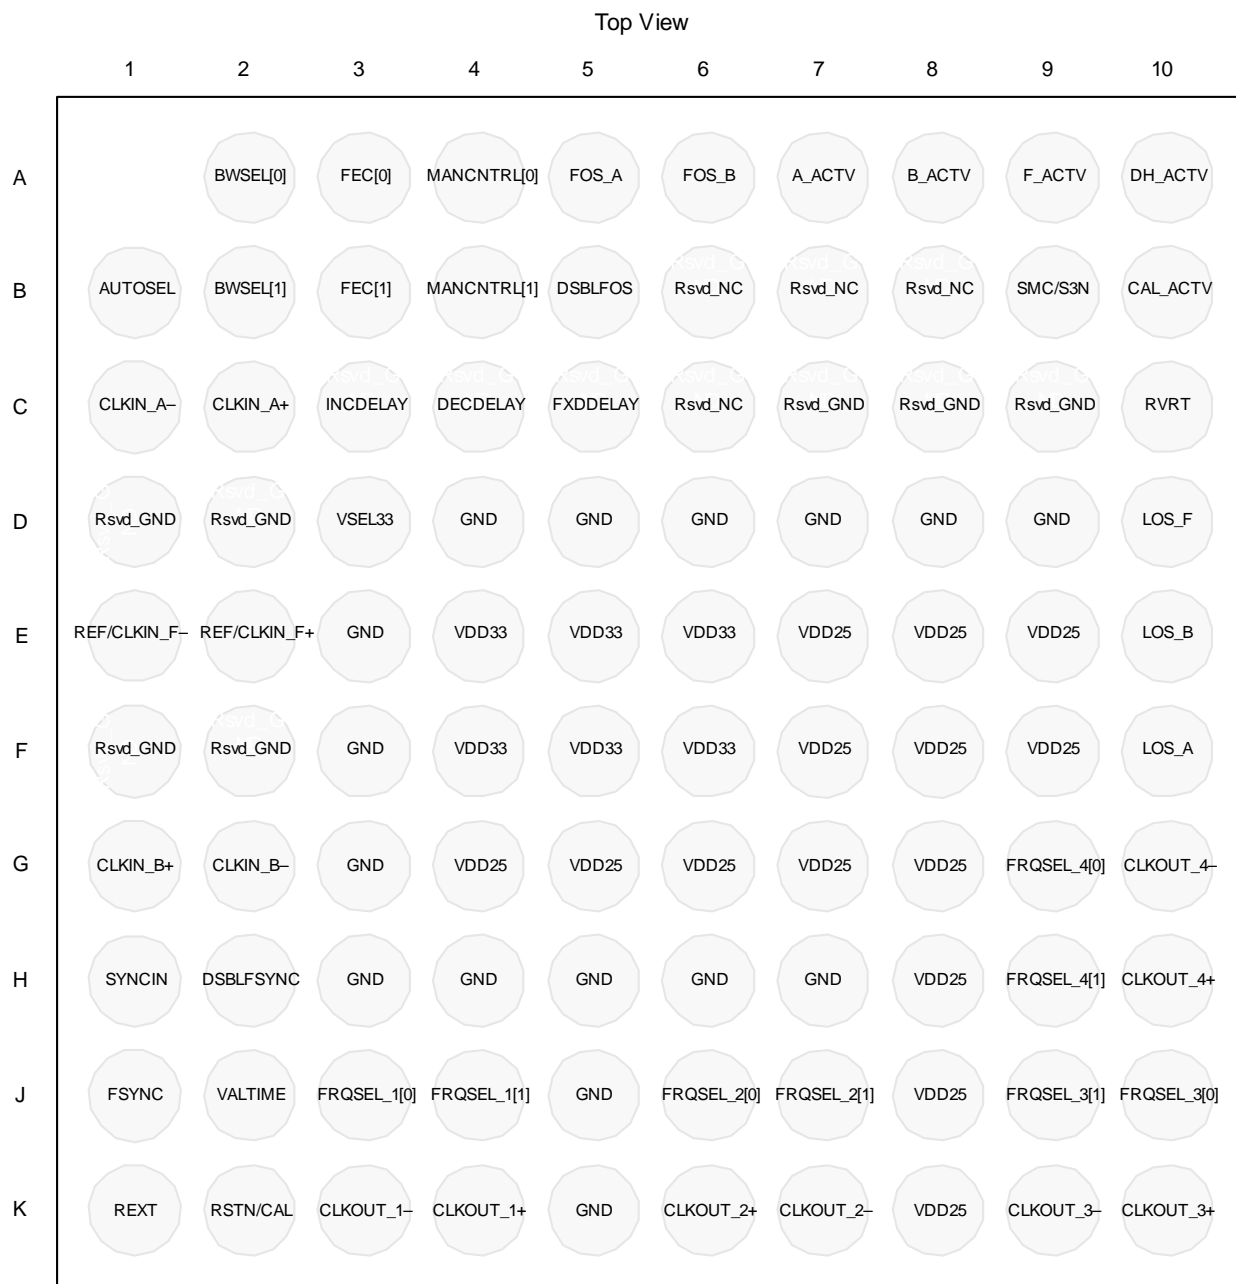 Top View
1 2 3 4 5 6 7 8 9 10
A BWSEL[0] FEC[0] MANCNTRL[0] FOS_A FOS_B A_ACTV B_ACTV F_ACTV DH_ACTV
B AUTOSEL BWSEL[1] FEC[1] MANCNTRL[1] DSBLFOS Rsvd_NC Rsvd_NC Rsvd_NC SMC/S3N CAL_ACTV
C CLKIN_A– CLKIN_A+ INCDELAY DECDELAY FXDDELAY Rsvd_NC Rsvd_GND Rsvd_GND Rsvd_GND RVRT
D Rsvd_GND Rsvd_GND VSEL33 GND GND GND GND GND GND LOS_F
E REF/CLKIN_F– REF/CLKIN_F+ GND VDD33 VDD33 VDD33 VDD25 VDD25 VDD25 LOS_B
F Rsvd_GND Rsvd_GND GND VDD33 VDD33 VDD33 VDD25 VDD25 VDD25 LOS_A
G CLKIN_B+ CLKIN_B– GND VDD25 VDD25 VDD25 VDD25 VDD25 FRQSEL_4[0] CLKOUT_4–
H SYNCIN DSBLFSYNC GND GND GND GND GND VDD25 FRQSEL_4[1] CLKOUT_4+
J FSYNC VALTIME FRQSEL_1[0] FRQSEL_1[1] GND FRQSEL_2[0] FRQSEL_2[1] VDD25 FRQSEL_3[1] FRQSEL_3[0]
K REXT RSTN/CAL CLKOUT_1– CLKOUT_1+ GND CLKOUT_2+ CLKOUT_2– VDD25 CLKOUT_3– CLKOUT_3+